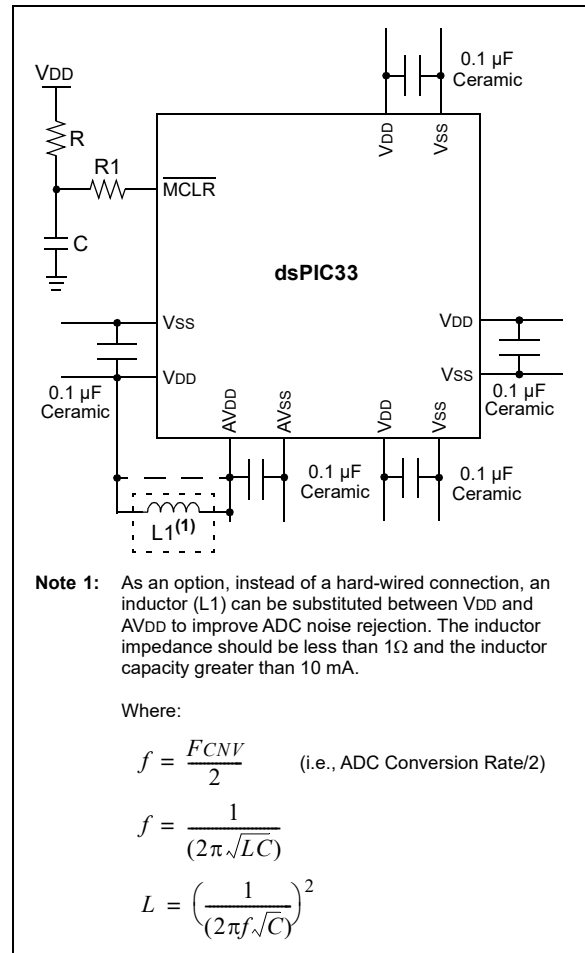 0.1 µF
Ceramic
VDD
R
R1
C
MCLR
VDD
VSS
dsPIC33
VSS
VDD
0.1 µF
Ceramic
VDD
VSS
0.1 µF
Ceramic
AVDD
AVSS
VDD
VSS
0.1 µF
Ceramic
0.1 µF
Ceramic
L1(1)
Note 1: As an option, instead of a hard-wired connection, an
inductor (L1) can be substituted between VDD and
AVDD to improve ADC noise rejection. The inductor
impedance should be less than 1Ω and the inductor
capacity greater than 10 mA.
Where:
f = FCNV / 2 (i.e., ADC Conversion Rate/2)
f = 1 / (2π√LC)
L = (1 / (2πf√C))²